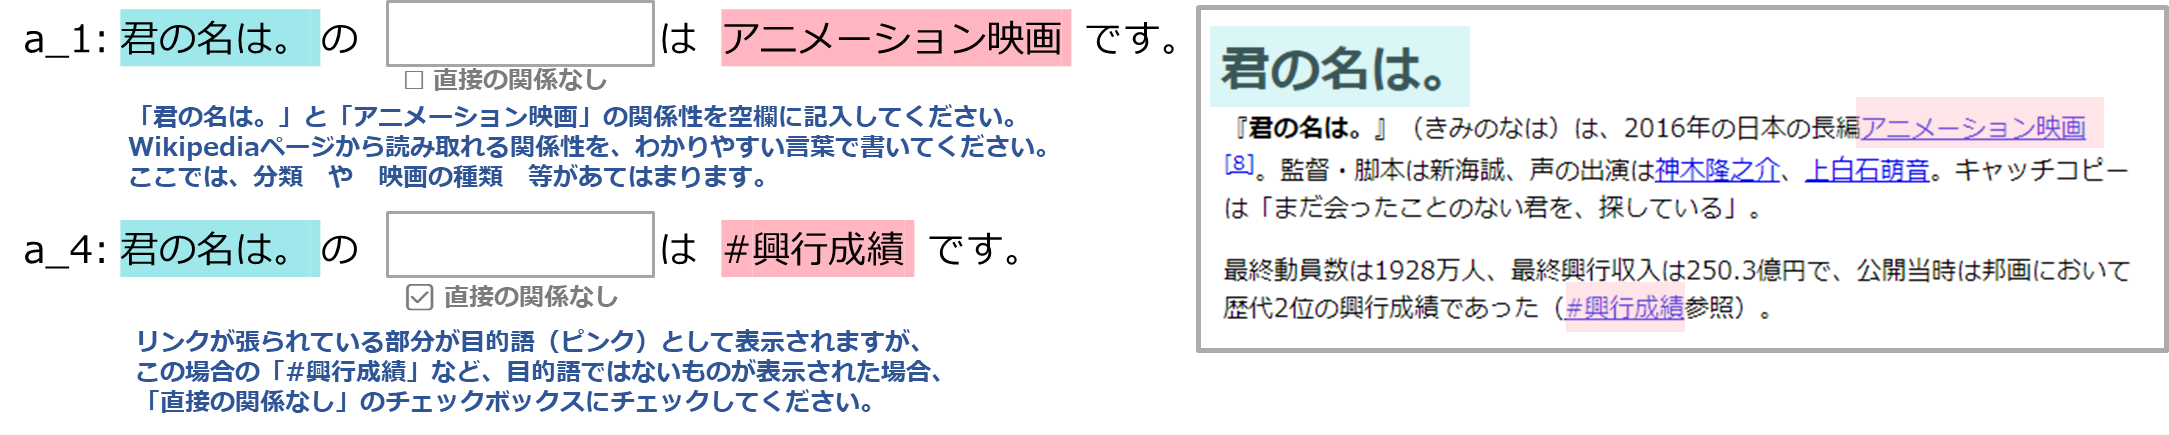 a_1: 君の名は。 の は アニメーション映画 です。
□ 直接の関係なし
「君の名は。」と「アニメーション映画」の関係性を空欄に記入してください。
Wikipediaページから読み取れる関係性を、わかりやすい言葉で書いてください。
ここでは、分類 や 映画の種類 等があてはまります。
a_4: 君の名は。 の は #興行成績 です。
☑ 直接の関係なし
リンクが張られている部分が目的語（ピンク）として表示されますが、
この場合の「#興行成績」など、目的語ではないものが表示された場合、
「直接の関係なし」のチェックボックスにチェックしてください。
君の名は。
『君の名は。』（きみのなは）は、2016年の日本の長編アニメーション映画
[8]。監督・脚本は新海誠、声の出演は神木隆之介、上白石萌音。キャッチコピー
は「まだ会ったことのない君を、探している」。
最終動員数は1928万人、最終興行収入は250.3億円で、公開当時は邦画において
歴代2位の興行成績であった（#興行成績参照）。